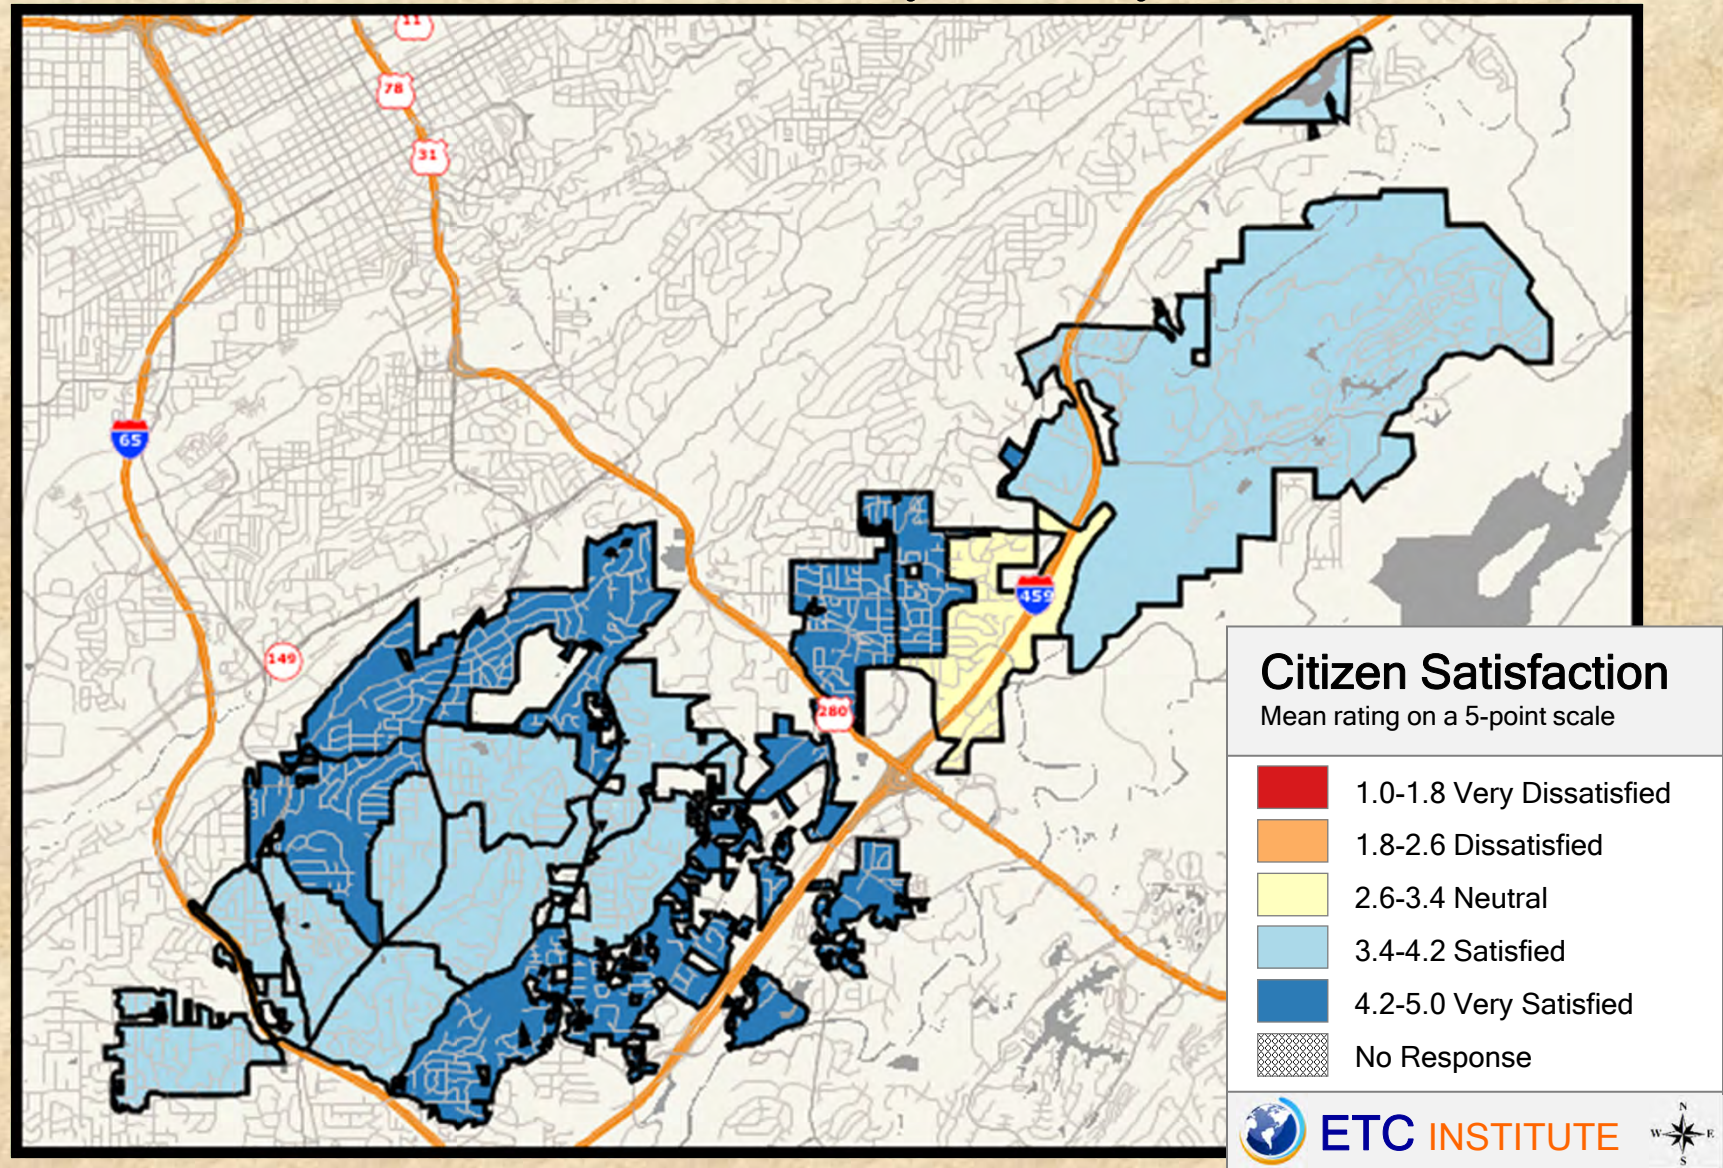 11
78
31
65
149
459
280
Citizen Satisfaction
Mean rating on a 5-point scale
1.0-1.8 Very Dissatisfied
1.8-2.6 Dissatisfied
2.6-3.4 Neutral
3.4-4.2 Satisfied
4.2-5.0 Very Satisfied
No Response
ETC INSTITUTE
N
W E
S